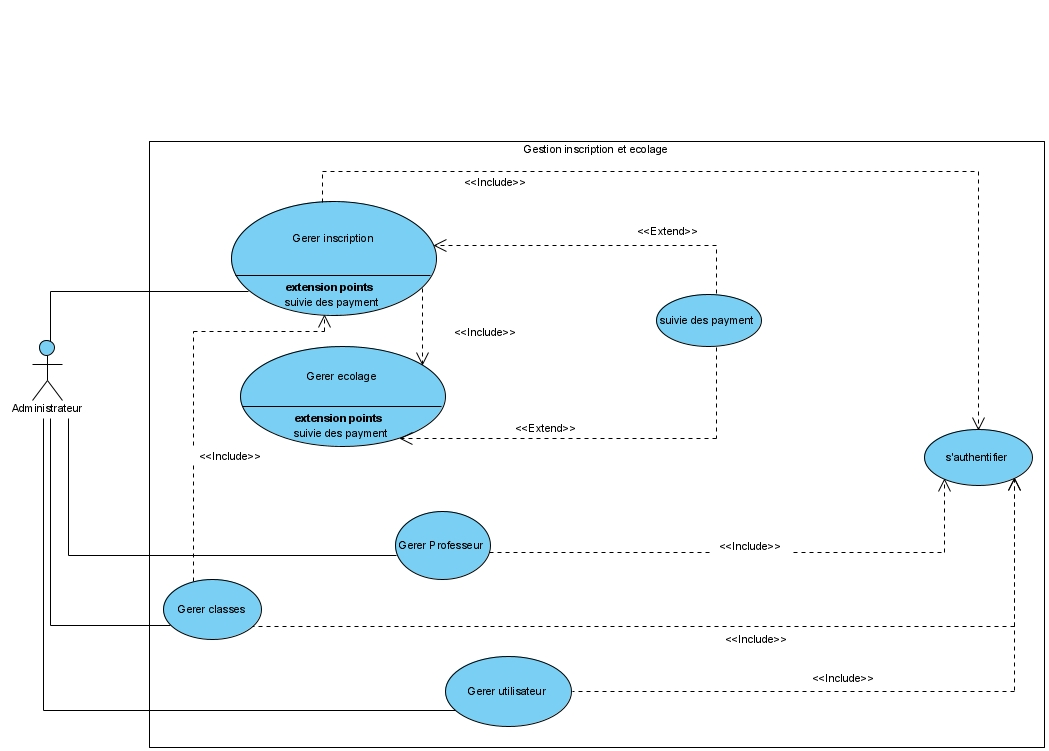 Gestion inscription et ecolage
<<Include>>
<<Extend>>
Gerer inscription
extension points
suivie des payment
suivie des payment
<<Include>>
Gerer ecolage
extension points
suivie des payment
Administrateur
<<Extend>>
<<Include>>
s'authentifier
Gerer Professeur
<<Include>>
Gerer classes
<<Include>>
<<Include>>
Gerer utilisateur